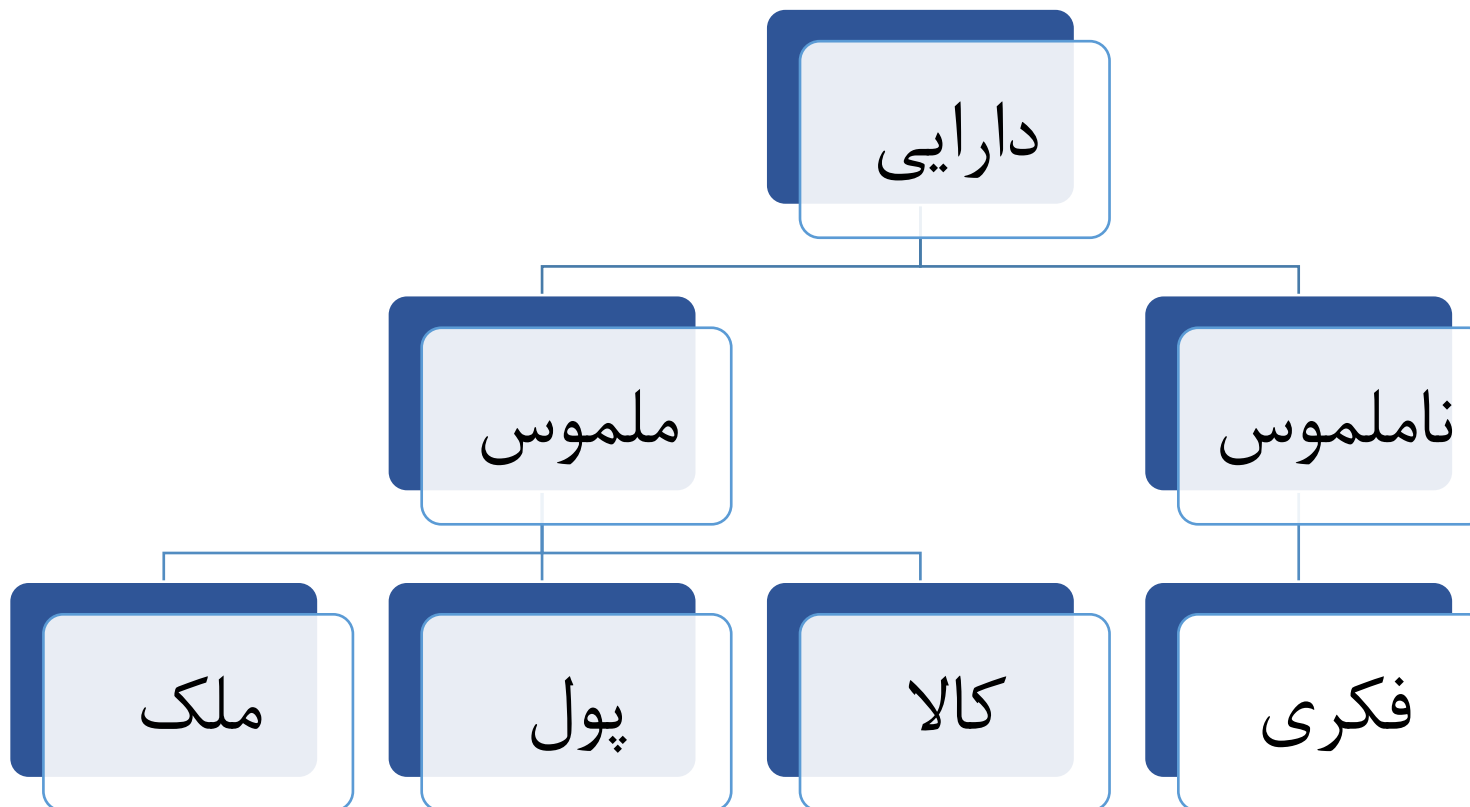 دارایی
ناملموس
ملموس
فکری
کالا
پول
ملک